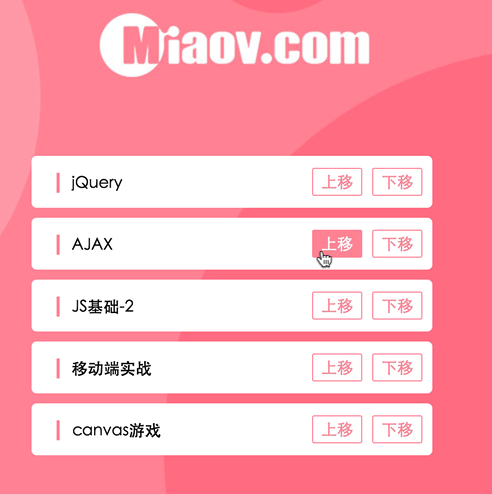 Miaov.com
jQuery 上移 下移
AJAX 上移 下移
JS基础-2 上移 下移
移动端实战 上移 下移
canvas游戏 上移 下移